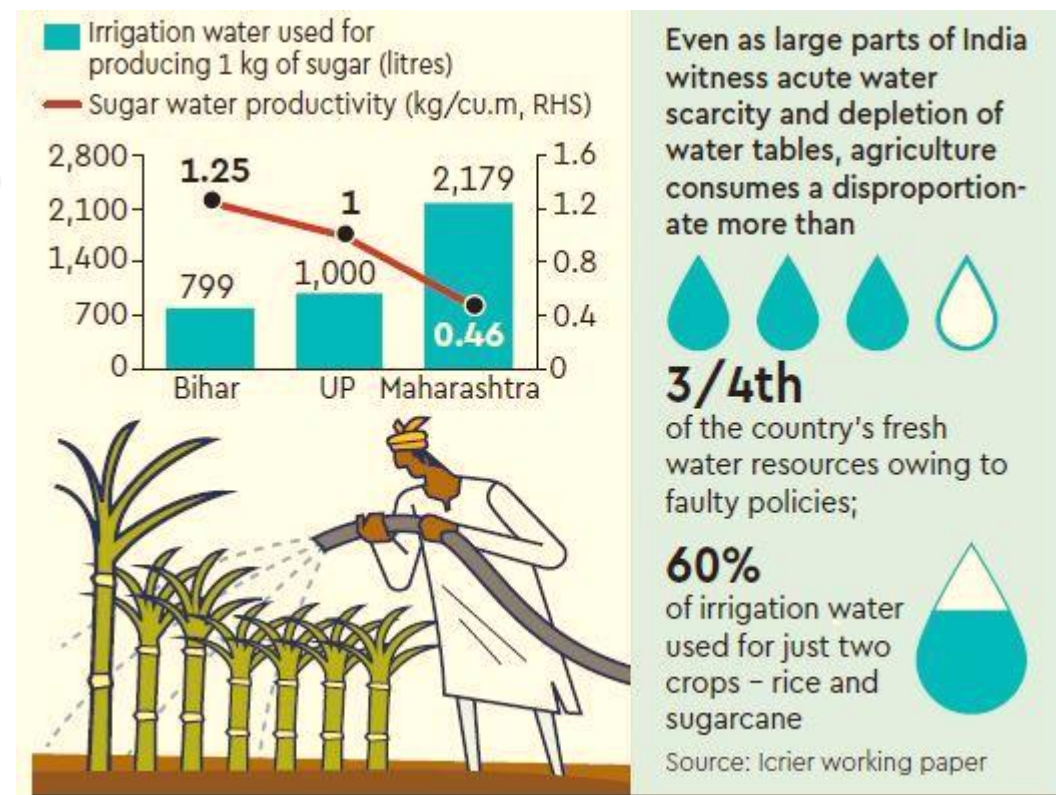 Irrigation water used for
producing 1 kg of sugar (litres)
Sugar water productivity (kg/cu.m, RHS)
2,800
2,100
1,400
700
0
1.25
1
0.46
799
1,000
2,179
1.6
1.2
0.8
0.4
0
Bihar
UP
Maharashtra
Even as large parts of India
witness acute water
scarcity and depletion of
water tables, agriculture
consumes a disproportion-
ate more than
3/4th
of the country's fresh
water resources owing to
faulty policies;
60%
of irrigation water
used for just two
crops – rice and
sugarcane
Source: Icrier working paper